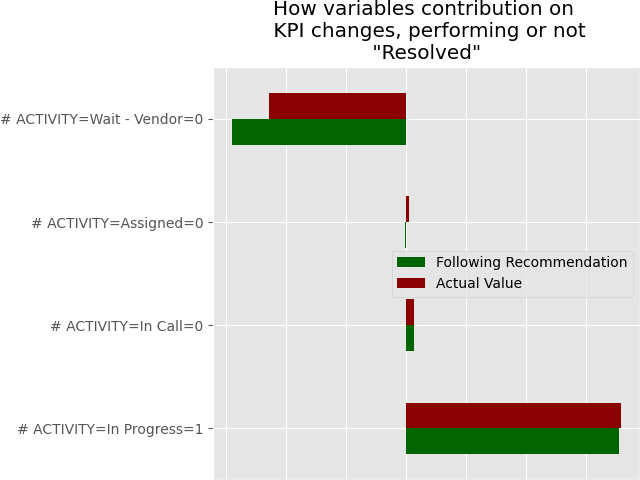 How variables contribution on
KPI changes, performing or not
"Resolved"
# ACTIVITY=Wait - Vendor=0
# ACTIVITY=Assigned=0
Following Recommendation
Actual Value
# ACTIVITY=In Call=0
# ACTIVITY=In Progress=1